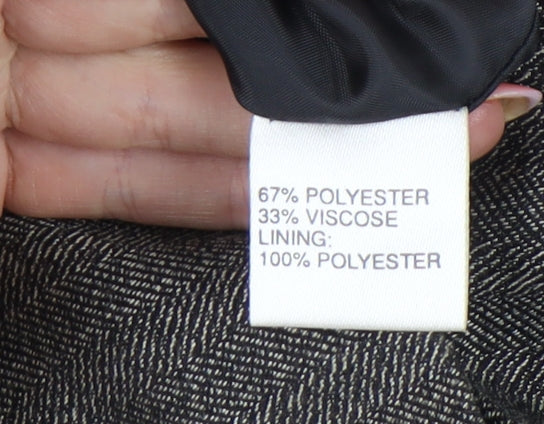 67% POLYESTER
33% VISCOSE
LINING:
100% POLYESTER